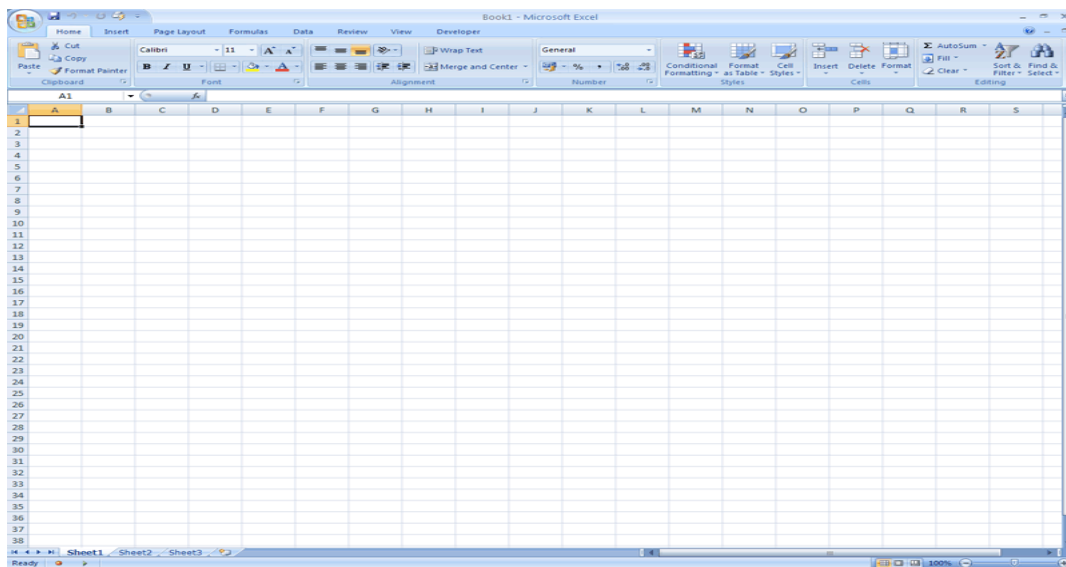 Book1 - Microsoft Excel
Home Insert Page Layout Formulas Data Review View Developer
Cut
Copy
Paste
Format Painter
Clipboard
Calibri 11
B I U
Font
Wrap Text
Merge and Center
Alignment
General
%
Number
Conditional Formatting
Format as Table
Cell Styles
Styles
Insert Delete Format
Cells
Σ AutoSum
Fill
Clear
Sort & Filter
Find & Select
Editing
A1 fx
A B C D E F G H I J K L M N O P Q R S
1
2
3
4
5
6
7
8
9
10
11
12
13
14
15
16
17
18
19
20
21
22
23
24
25
26
27
28
29
30
31
32
33
34
35
36
37
38
Sheet1 Sheet2 Sheet3
Ready 100%